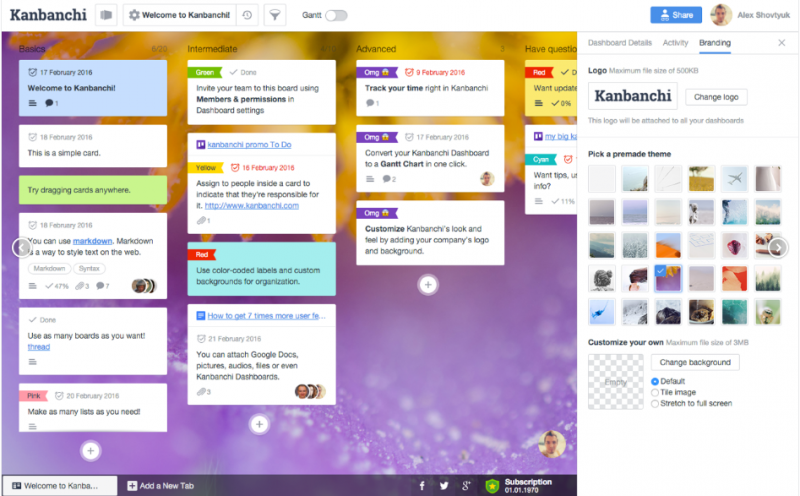 Kanbanchi
Welcome to Kanbanchi!
Gantt
Share
Alex Shovtyuk
Basics
6/20
17 February 2016
Welcome to Kanbanchi!
1
18 February 2016
This is a simple card.
Try dragging cards anywhere.
18 February 2016
You can use markdown. Markdown
is a way to style text on the web.
Markdown
Syntax
47%
3
7
Done
Use as many boards as you want!
thread
Pink
20 February 2016
Make as many lists as you need!
Intermediate
Green
Done
Invite your team to this board using
Members & permissions in
Dashboard settings
kanbanchi promo To Do
Yellow
16 February 2016
Assign to people inside a card to
indicate that they're responsible for
it. http://www.kanbanchi.com
1
Red
Use color-coded labels and custom
backgrounds for organization.
How to get 7 times more user fe...
21 February 2016
You can attach Google Docs,
pictures, audios, files or even
Kanbanchi Dashboards.
3
Advanced
3
Omg
9 February 2016
Track your time right in Kanbanchi
1
Omg
17 February 2016
Convert your Kanbanchi Dashboard
to a Gantt Chart in one click.
2
Omg
Customize Kanbanchi's look and
feel by adding your company's logo
and background.
Have question
Red
D
Want update
0%
my big ka
Cyan
Want tips, u
info?
11%
Dashboard Details
Activity
Branding
Logo Maximum file size of 500KB
Kanbanchi
Change logo
This logo will be attached to all your dashboards
Pick a premade theme
Customize your own Maximum file size of 3MB
Empty
Change background
Default
Tile image
Stretch to full screen
Welcome to Kanba...
Add a New Tab
Subscription
01.01.1970